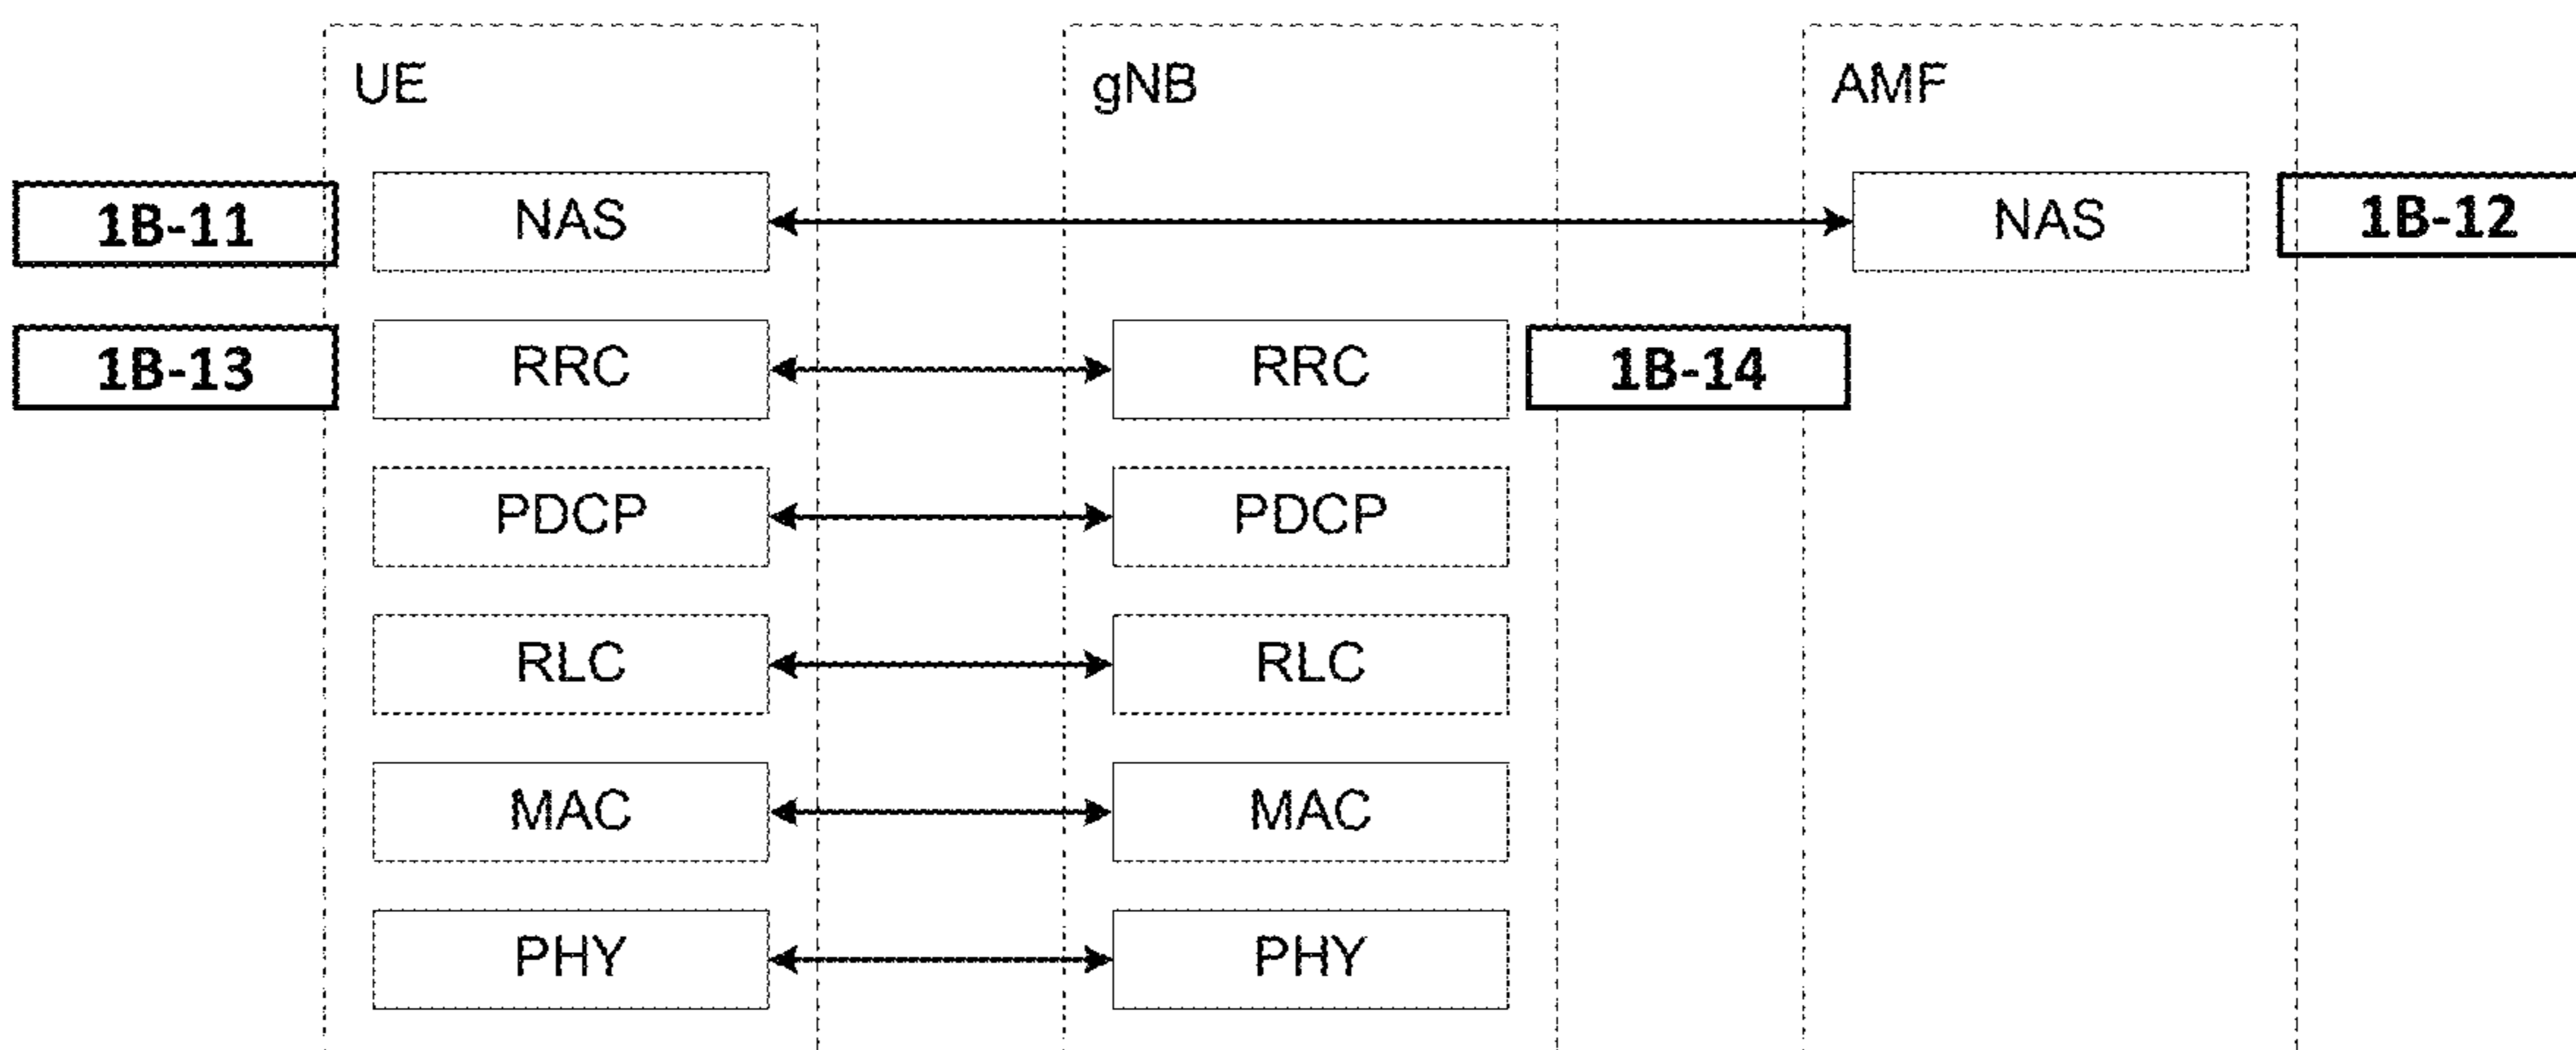 UE gNB AMF
1B-11 NAS NAS 1B-12
1B-13 RRC RRC 1B-14
PDCP PDCP
RLC RLC
MAC MAC
PHY PHY